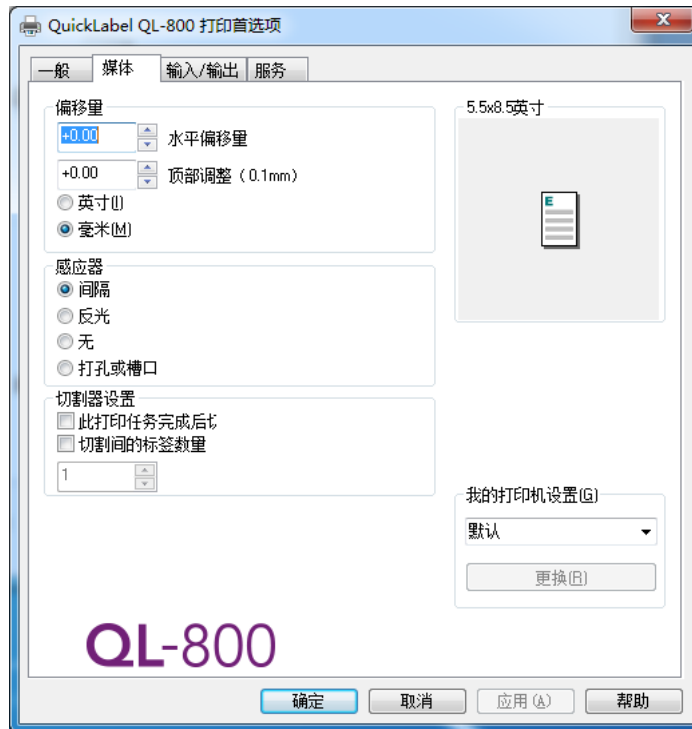 QuickLabel QL-800 打印首选项
一般 媒体 输入/输出 服务
偏移量
+0.00 水平偏移量
+0.00 顶部调整（0.1mm）
英寸(I)
毫米(M)
感应器
间隔
反光
无
打孔或槽口
切割器设置
此打印任务完成后
切割间的标签数量
1
5.5x8.5英寸
E
我的打印机设置(G)
默认
更换(R)
QL-800
确定 取消 应用(A) 帮助